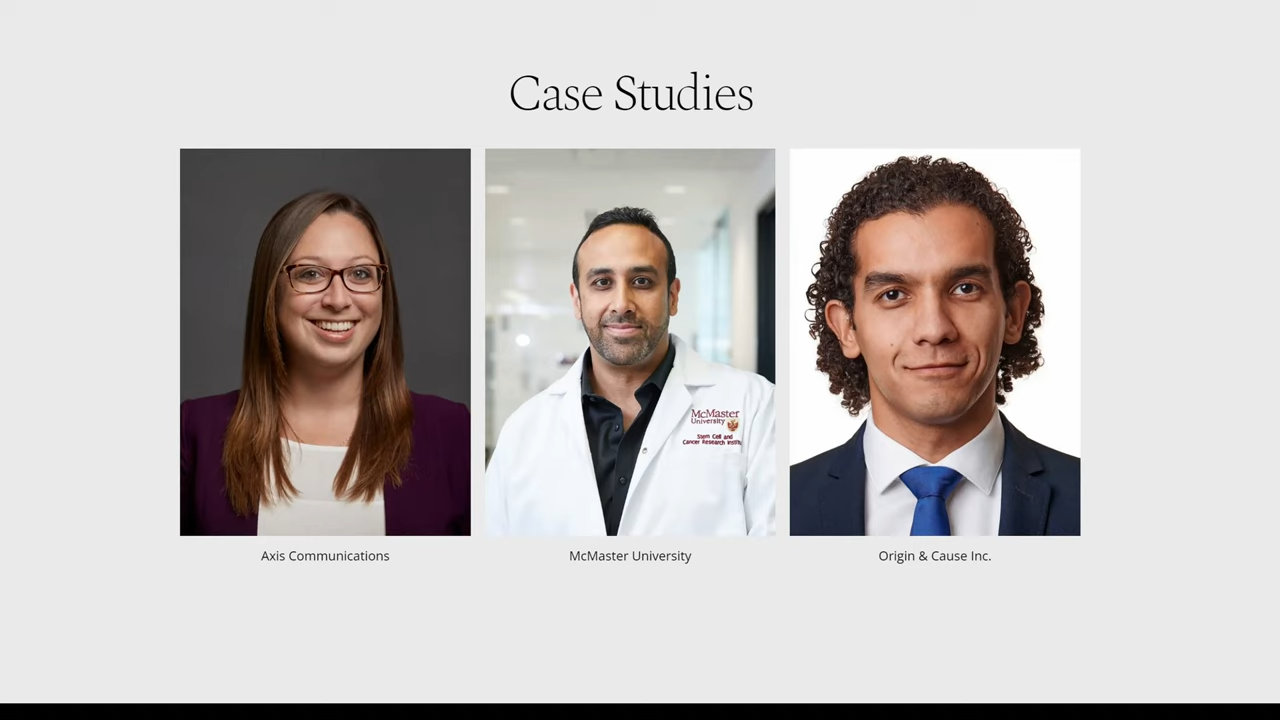 Case Studies
McMaster
University
Stem Cell and
Cancer Research Institute
Axis Communications
McMaster University
Origin & Cause Inc.